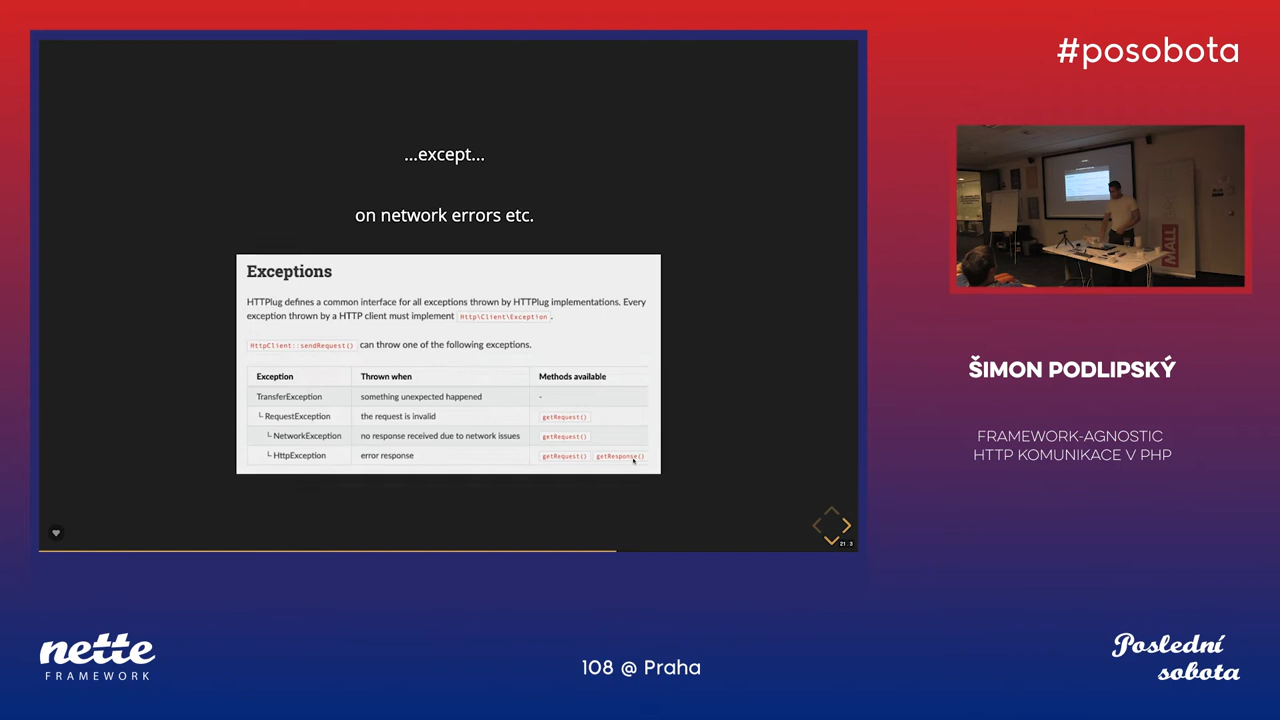 #posobota
...except...
on network errors etc.
Exceptions
HTTPlug defines a common interface for all exceptions thrown by HTTPlug implementations. Every
exception thrown by a HTTP client must implement Http\Client\Exception .
HttpClient::sendRequest() can throw one of the following exceptions.
Exception Thrown when Methods available
TransferException something unexpected happened -
└ RequestException the request is invalid getRequest()
└ NetworkException no response received due to network issues getRequest()
└ HttpException error response getRequest() getResponse()
21.3
MALL
ŠIMON PODLIPSKÝ
FRAMEWORK-AGNOSTIC
HTTP KOMUNIKACE V PHP
nette
FRAMEWORK
108 @ Praha
Poslední
sobota